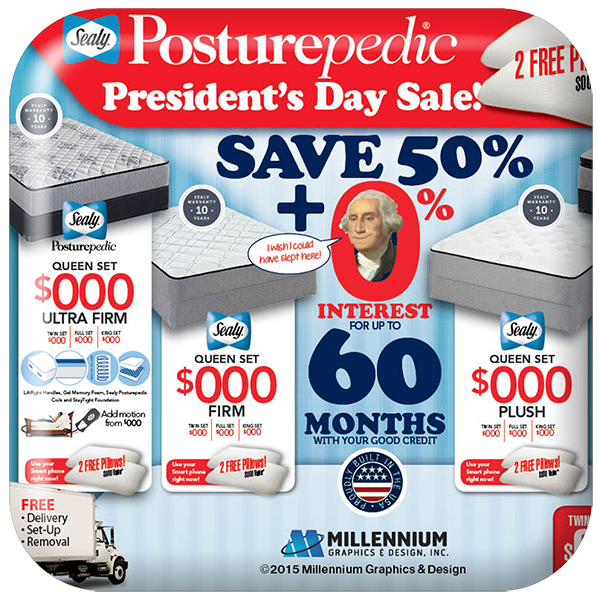 Sealy
Posturepedic®
President's Day Sale!
2 FREE
SAVE 50%
+ 0%
I wish I could
have slept here!
INTEREST
FOR UP TO
60
MONTHS
WITH YOUR GOOD CREDIT
PROUDLY BUILT IN THE U.S.A.
SEALY
WARRANTY
10
YEARS
Sealy
Posturepedic
QUEEN SET
$000
ULTRA FIRM
TWIN SET FULL SET KING SET
$000 $000 $000
LiftRight Handles, Gel Memory Foam, Sealy Posturepedic
Coils and StayTight Foundation
Add motion
from $000
SEALY
WARRANTY
10
YEARS
Sealy
QUEEN SET
$000
FIRM
TWIN SET FULL SET KING SET
$000 $000 $000
Use your
Smart phone
right now!
2 FREE Pillows!
SEALY
WARRANTY
10
YEARS
Sealy
QUEEN SET
$000
PLUSH
TWIN SET FULL SET KING SET
$000 $000 $000
Use your
Smart phone
right now!
2 FREE Pillows!
Use your
Smart phone
right now!
2 FREE Pillows!
FREE
• Delivery
• Set-Up
• Removal
TWIN
MILLENNIUM
GRAPHICS & DESIGN, INC.
©2015 Millennium Graphics & Design